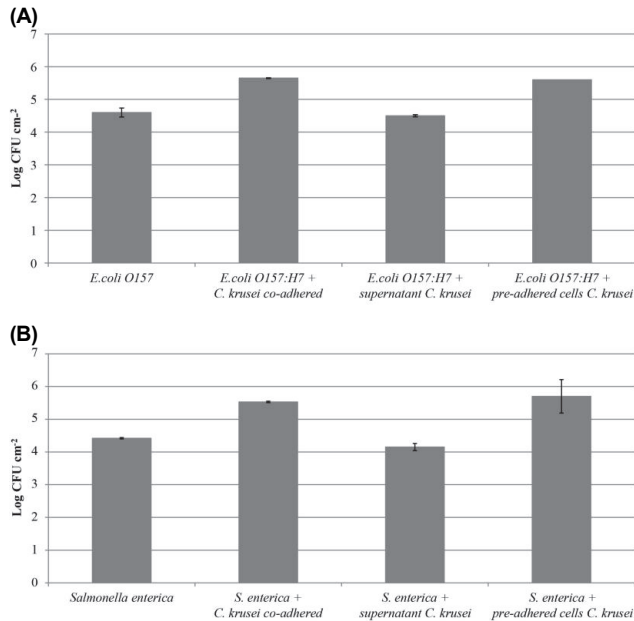 (A)
7
6
5
4
3
2
1
0
Log CFU cm-2
E.coli O157
E.coli O157:H7 +
C. krusei co-adhered
E.coli O157:H7 +
supernatant C. krusei
E.coli O157:H7 +
pre-adhered cells C. krusei
(B)
7
6
5
4
3
2
1
0
Log CFU cm-2
Salmonella enterica
S. enterica +
C. krusei co-adhered
S. enterica +
supernatant C. krusei
S. enterica +
pre-adhered cells C. krusei